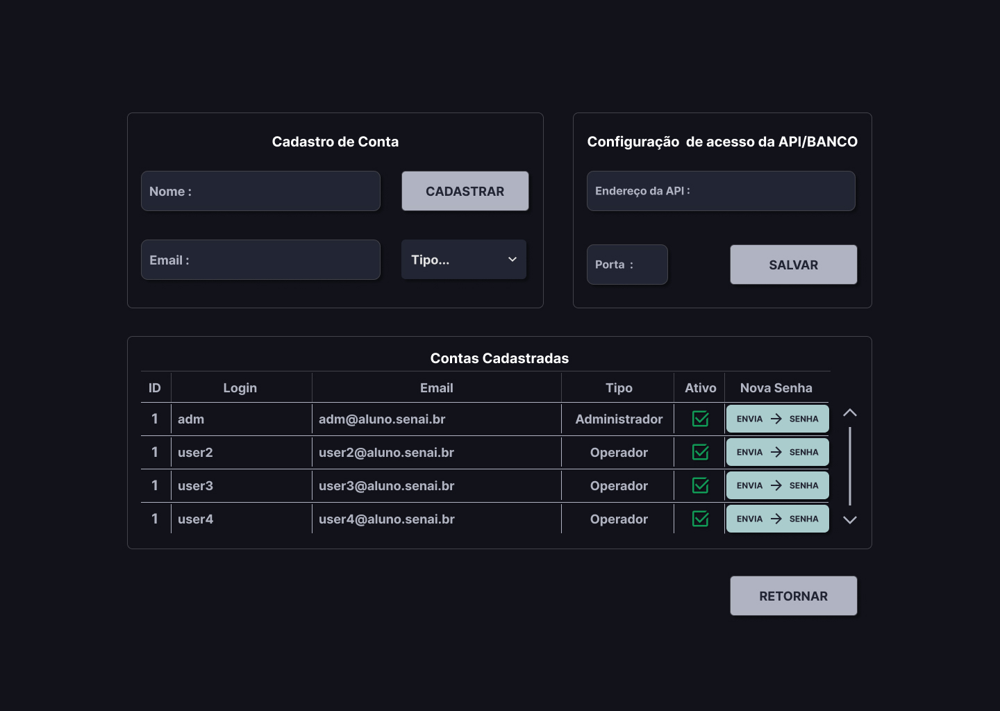 Cadastro de Conta
Nome :
CADASTRAR
Email :
Tipo...
Configuração  de acesso da API/BANCO
Endereço da API :
Porta  :
SALVAR
Contas Cadastradas
ID Login Email Tipo Ativo Nova Senha
1 adm adm@aluno.senai.br Administrador ENVIA → SENHA
1 user2 user2@aluno.senai.br Operador ENVIA → SENHA
1 user3 user3@aluno.senai.br Operador ENVIA → SENHA
1 user4 user4@aluno.senai.br Operador ENVIA → SENHA
RETORNAR